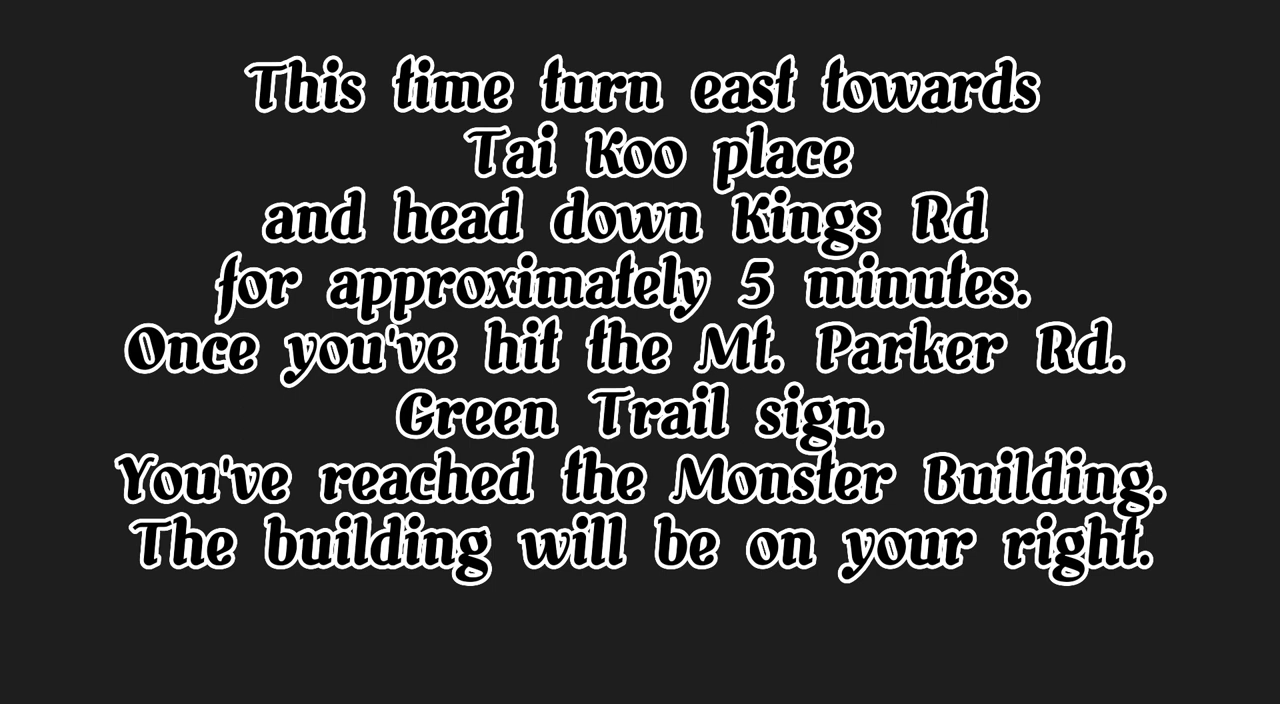 This time turn east towards
Tai Koo place
and head down Kings Rd
for approximately 5 minutes.
Once you've hit the Mt. Parker Rd.
Green Trail sign.
You've reached the Monster Building.
The building will be on your right.